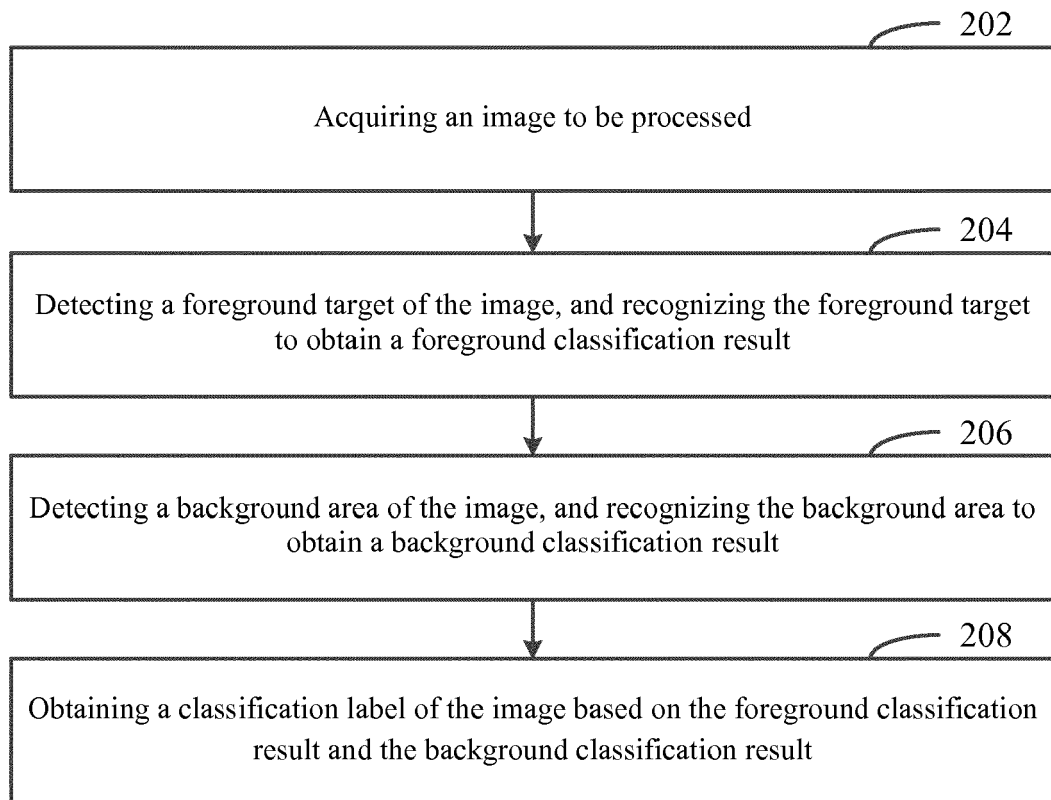 202
Acquiring an image to be processed
204
Detecting a foreground target of the image, and recognizing the foreground target
to obtain a foreground classification result
206
Detecting a background area of the image, and recognizing the background area to
obtain a background classification result
208
Obtaining a classification label of the image based on the foreground classification
result and the background classification result